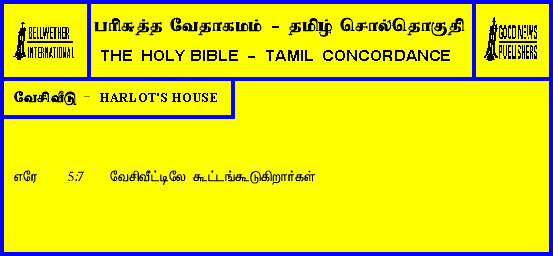 BELLWETHER
INTERNATIONAL
பரிசுத்த வேதாகமம் - தமிழ் சொல்தொகுதி
THE HOLY BIBLE - TAMIL CONCORDANCE
GOOD NEWS
PUBLISHERS
வேசிவீடு - HARLOT'S HOUSE
எரே 5:7 வேசிவீட்டிலே கூட்டங்கூடுகிறார்கள்